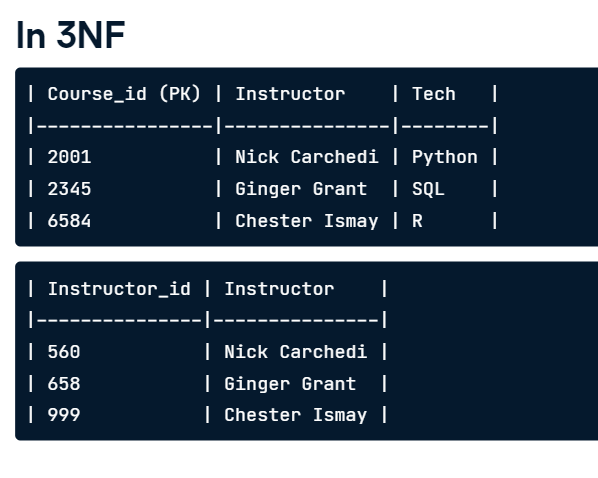 In 3NF
| Course_id (PK) | Instructor    | Tech   |
|----------------|---------------|--------|
| 2001           | Nick Carchedi | Python |
| 2345           | Ginger Grant  | SQL    |
| 6584           | Chester Ismay | R      |
| Instructor_id | Instructor    |
|---------------|---------------|
| 560           | Nick Carchedi |
| 658           | Ginger Grant  |
| 999           | Chester Ismay |